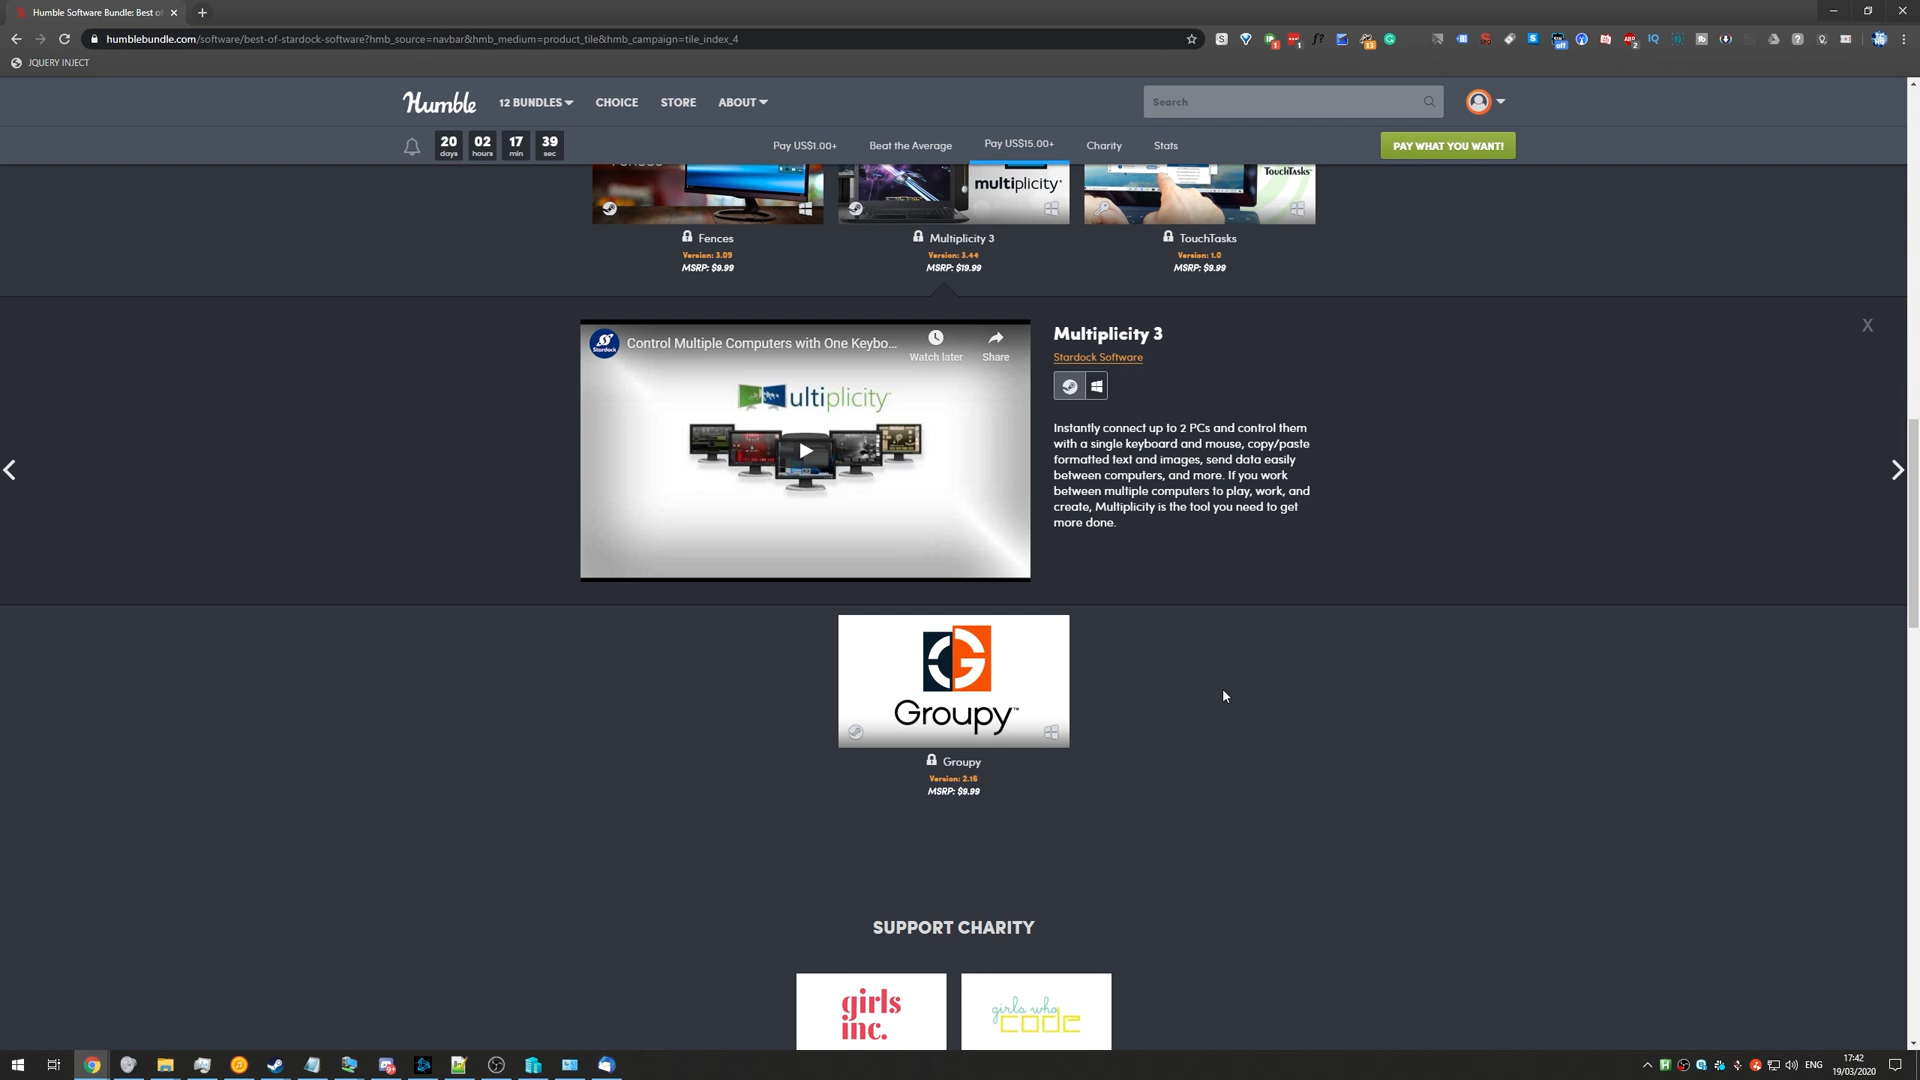 Humble Software Bundle: Best of
humblebundle.com/software/best-of-stardock-software?hmb_source=navbar&hmb_medium=product_tile&hmb_campaign=tile_index_4
JQUERY INJECT
Humble
12 BUNDLES
CHOICE
STORE
ABOUT
Search
20 days
02 hours
17 min
39 sec
Pay US$1.00+
Beat the Average
Pay US$15.00+
Charity
Stats
PAY WHAT YOU WANT!
multiplicity
TouchTasks
Fences
Version: 3.09
MSRP: $9.99
Multiplicity 3
Version: 3.44
MSRP: $19.99
TouchTasks
Version: 1.0
MSRP: $9.99
Stardock
Control Multiple Computers with One Keybo...
Watch later
Share
ultiplicity
Multiplicity 3
Stardock Software
X
Instantly connect up to 2 PCs and control them
with a single keyboard and mouse, copy/paste
formatted text and images, send data easily
between computers, and more. If you work
between multiple computers to play, work, and
create, Multiplicity is the tool you need to get
more done.
G
Groupy™
Groupy
Version: 2.16
MSRP: $9.99
SUPPORT CHARITY
girls
inc.
girls who
code
ENG
17:42
19/03/2020